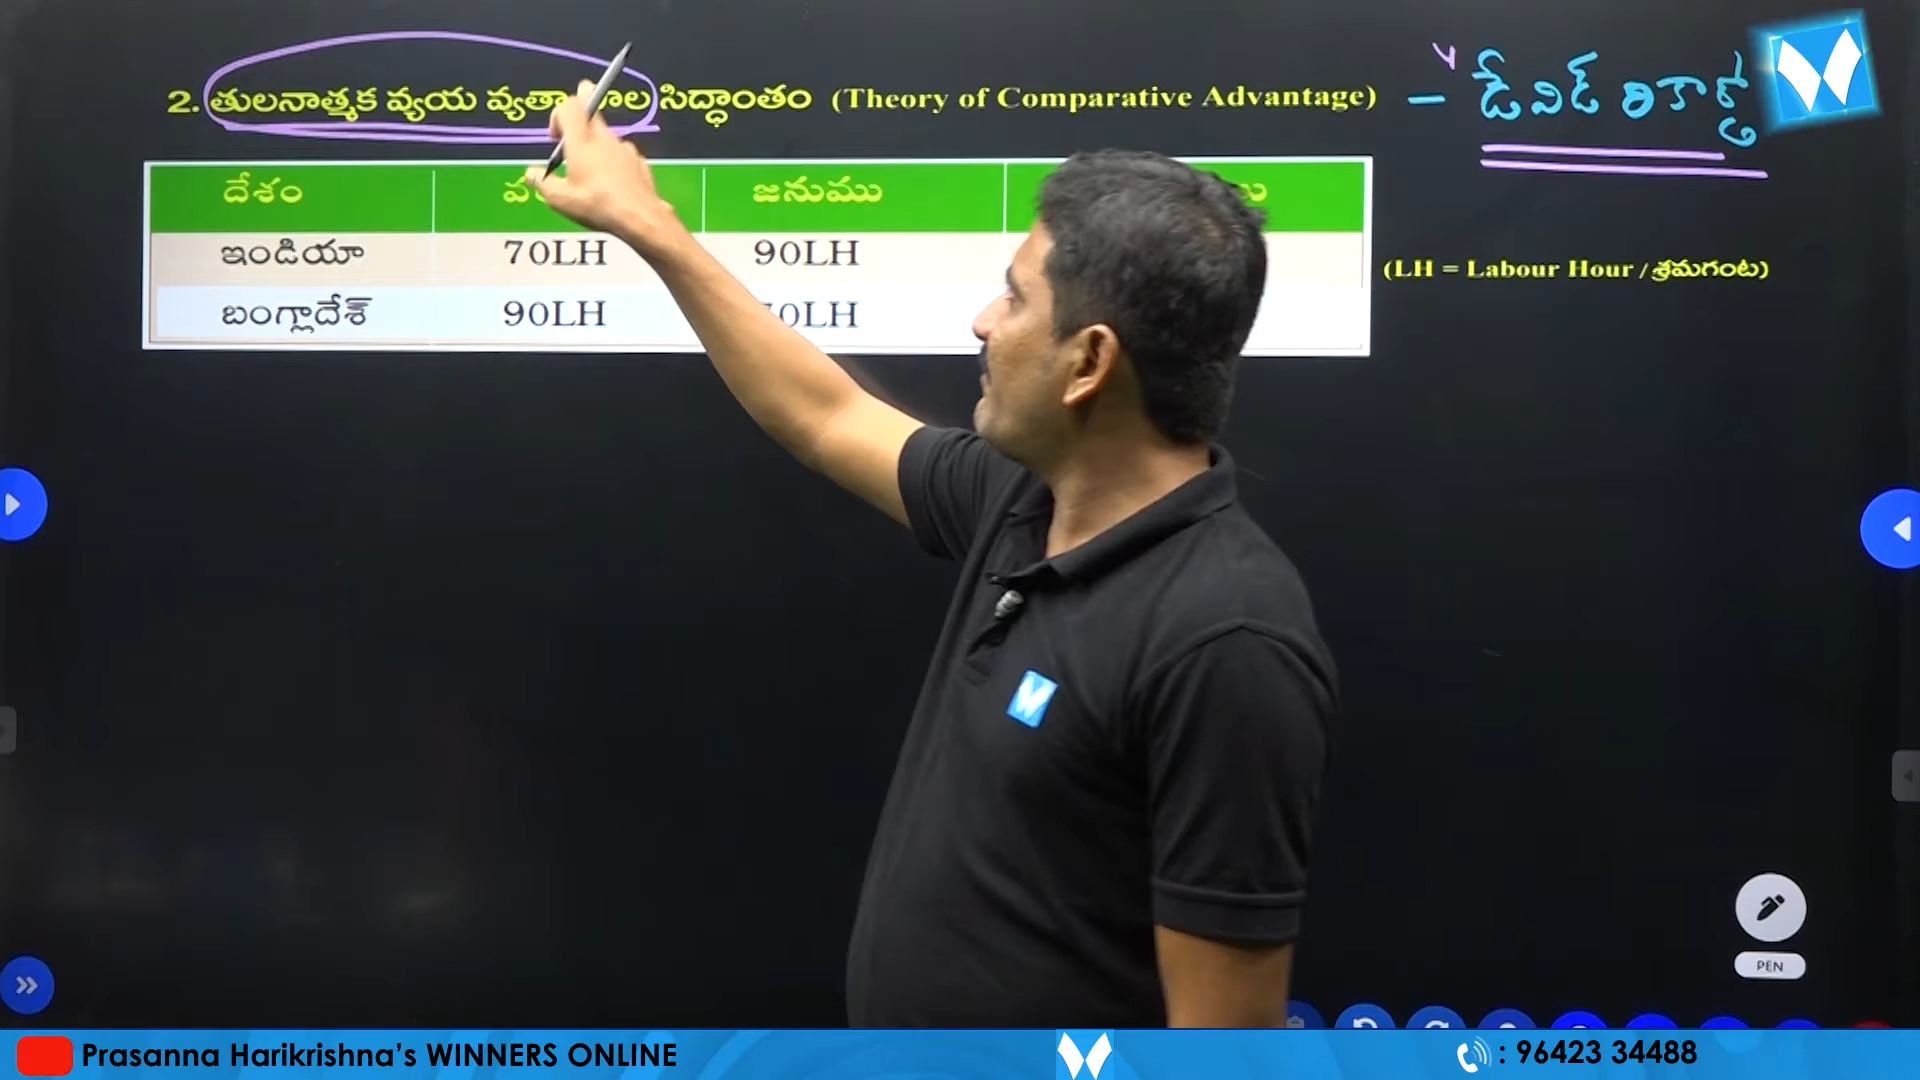 2. తులనాత్మక వ్యయ సిద్ధాంతం (Theory of Comparative Advantage) – డేవిడ్ రికార్డో
దేశం జనుము
ఇండియా 70LH 90LH
(LH = Labour Hour / శ్రమగంట)
బంగ్లాదేశ్ 90LH
PEN
Prasanna Harikrishna's WINNERS ONLINE
: 96423 34488